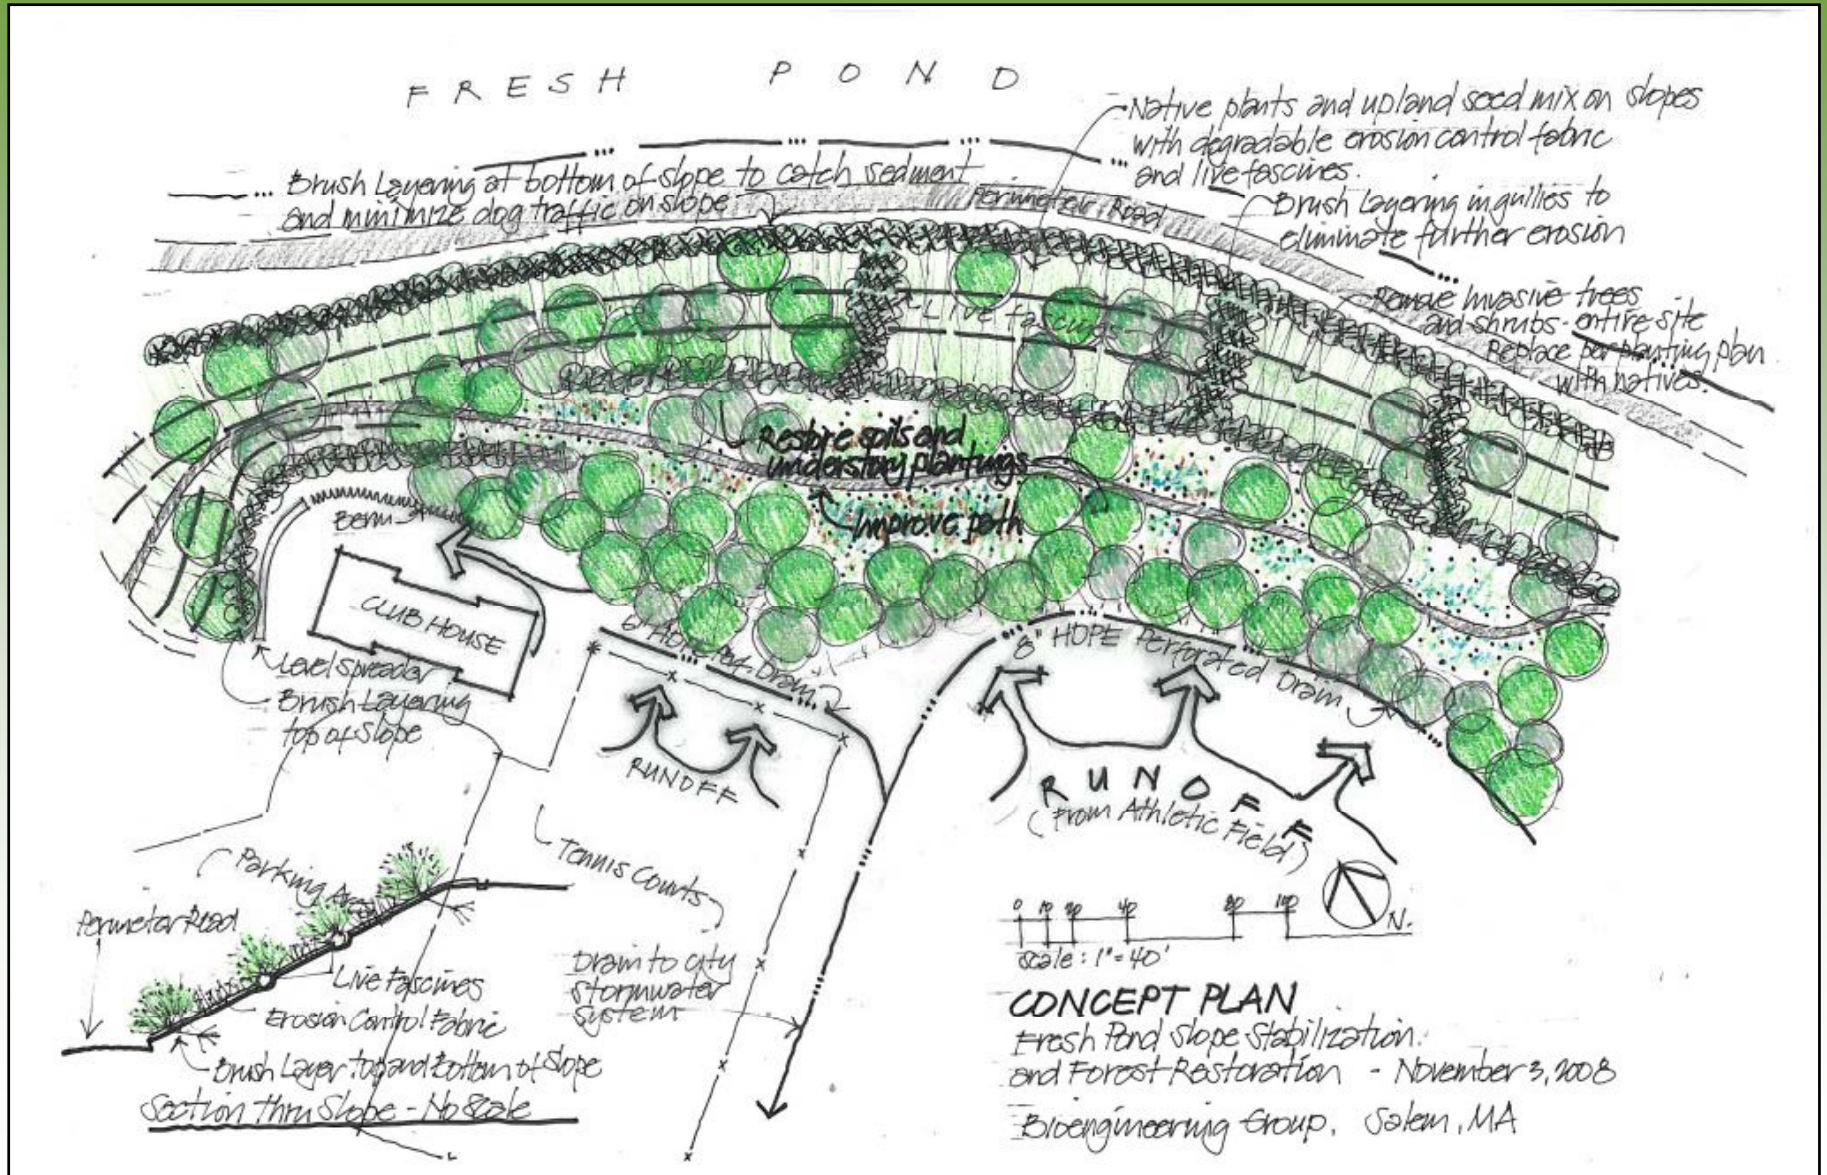 FRESH POND
Native plants and upland seed mix on slopes
with degradable erosion control fabric
and live fascines.
Brush Layering at bottom of slope to catch sediment
and minimize dog traffic on slope
Perimeter Road
Brush Layering in gullies to
eliminate further erosion
Remove Invasive trees
and shrubs - entire site
Replace per planting plan
with natives.
Live fascines
Restore soils and
understory plantings
Improve path
Berm
CLUB HOUSE
Level spreader
Brush Layering
top of slope
6" HDPE Perf. Drain
8" HDPE Perforated Drain
RUNOFF
RUNOFF
(From Athletic Field)
Tennis Courts
Parking Area
Perimeter Road
Live Fascines
Erosion Control Fabric
Brush Layer top and Bottom of Slope
Section thru Slope - No Scale
Drain to city
stormwater
system
0 10 20 40 80 100
N.
Scale: 1"=40'
CONCEPT PLAN
Fresh Pond Slope Stabilization
and Forest Restoration - November 3, 2008
Bioengineering Group, Salem, MA